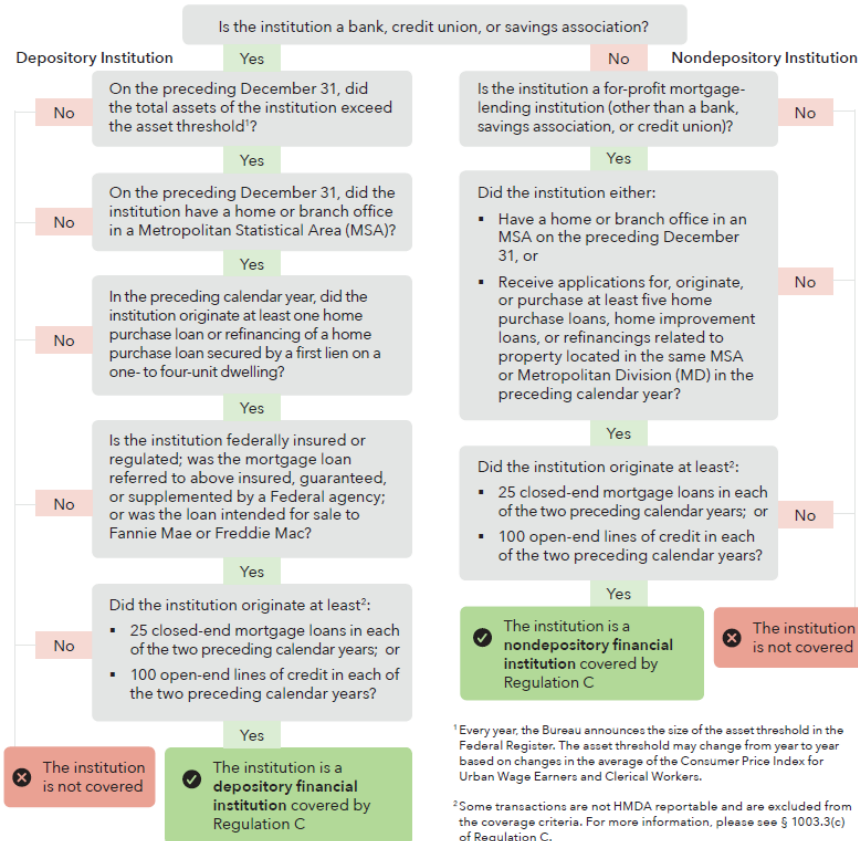 Is the institution a bank, credit union, or savings association?
Depository Institution
Yes
No
Nondepository Institution
On the preceding December 31, did
the total assets of the institution exceed
the asset threshold¹?
No
Yes
On the preceding December 31, did the
institution have a home or branch office
in a Metropolitan Statistical Area (MSA)?
No
Yes
In the preceding calendar year, did the
institution originate at least one home
purchase loan or refinancing of a home
purchase loan secured by a first lien on a
one- to four-unit dwelling?
No
Yes
Is the institution federally insured or
regulated; was the mortgage loan
referred to above insured, guaranteed,
or supplemented by a Federal agency;
or was the loan intended for sale to
Fannie Mae or Freddie Mac?
No
Yes
Did the institution originate at least²:
▪ 25 closed-end mortgage loans in each
of the two preceding calendar years; or
▪ 100 open-end lines of credit in each of
the two preceding calendar years?
No
Yes
The institution
is not covered
The institution is a
depository financial
institution covered by
Regulation C
Is the institution a for-profit mortgage-
lending institution (other than a bank,
savings association, or credit union)?
No
Yes
Did the institution either:
▪ Have a home or branch office in an
MSA on the preceding December
31, or
▪ Receive applications for, originate,
or purchase at least five home
purchase loans, home improvement
loans, or refinancings related to
property located in the same MSA
or Metropolitan Division (MD) in the
preceding calendar year?
No
Yes
Did the institution originate at least²:
▪ 25 closed-end mortgage loans in each
of the two preceding calendar years; or
▪ 100 open-end lines of credit in each
of the two preceding calendar years?
No
Yes
The institution is a
nondepository financial
institution covered by
Regulation C
The institution
is not covered
¹ Every year, the Bureau announces the size of the asset threshold in the
Federal Register. The asset threshold may change from year to year
based on changes in the average of the Consumer Price Index for
Urban Wage Earners and Clerical Workers.
² Some transactions are not HMDA reportable and are excluded from
the coverage criteria. For more information, please see § 1003.3(c)
of Regulation C.